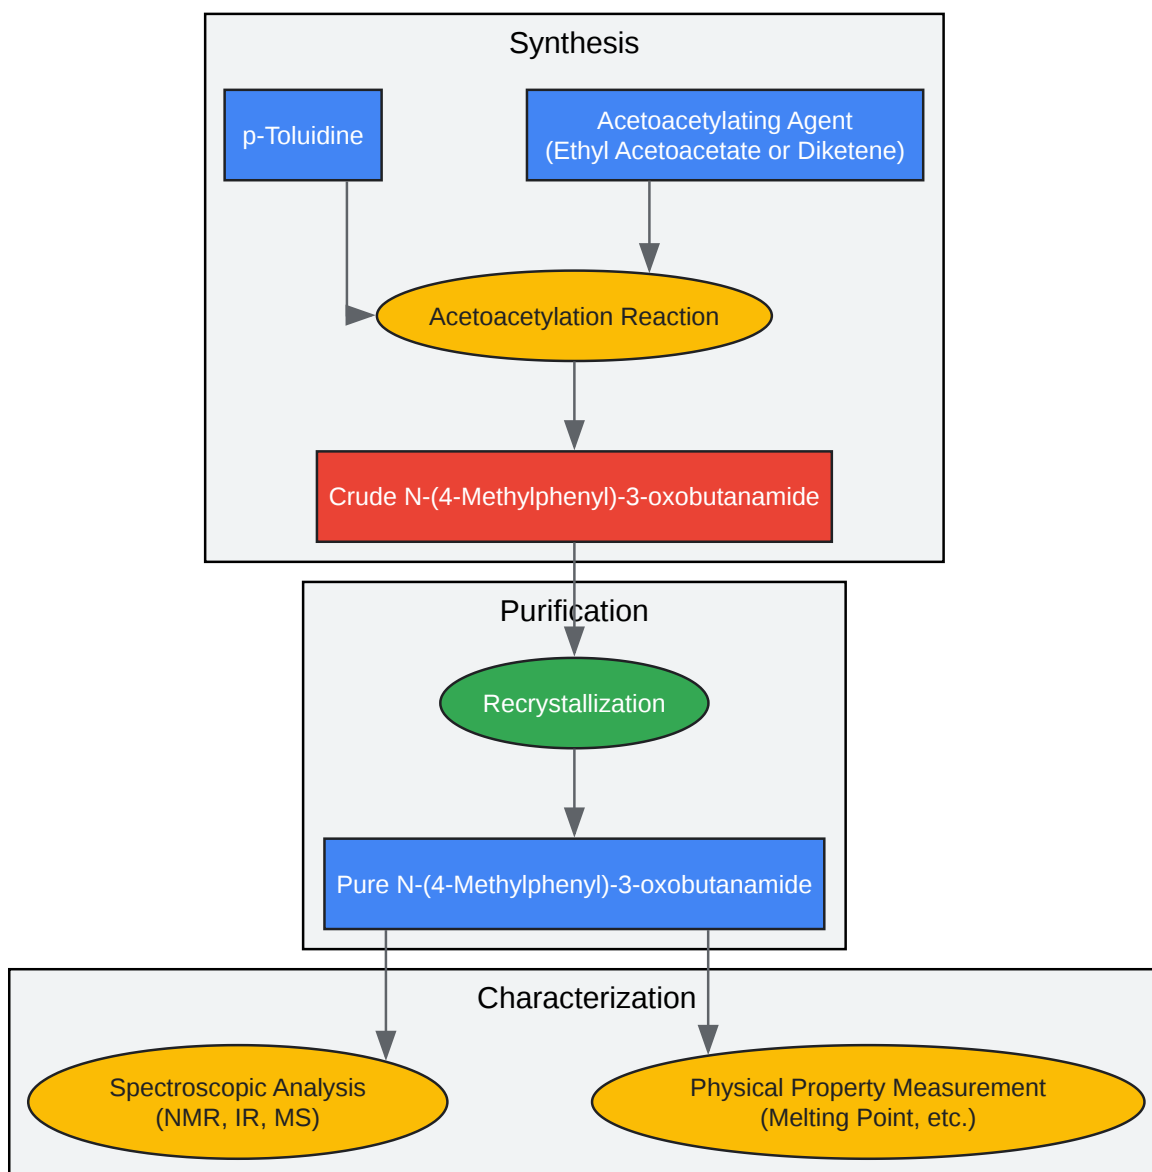 Synthesis
p-Toluidine
Acetoacetylating Agent
(Ethyl Acetoacetate or Diketene)
Acetoacetylation Reaction
Crude N-(4-Methylphenyl)-3-oxobutanamide
Purification
Recrystallization
Pure N-(4-Methylphenyl)-3-oxobutanamide
Characterization
Spectroscopic Analysis
(NMR, IR, MS)
Physical Property Measurement
(Melting Point, etc.)